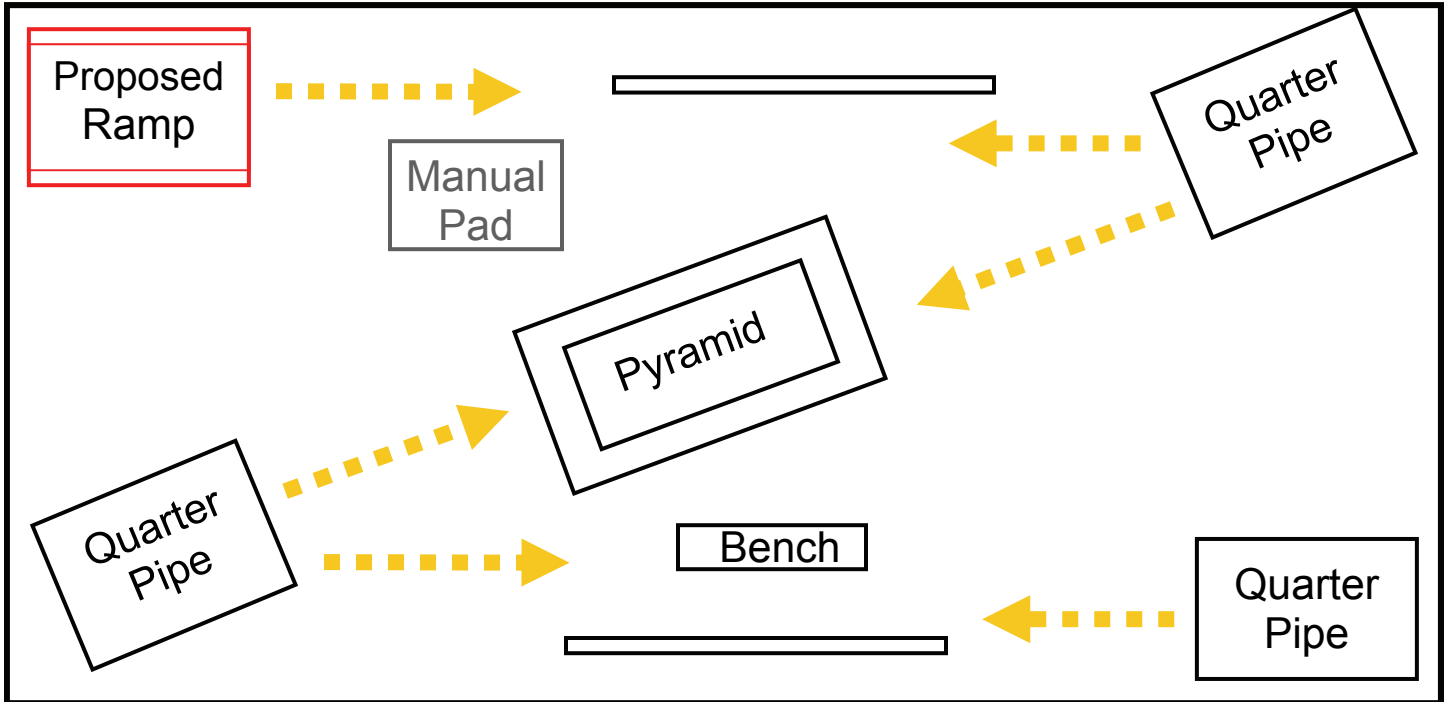 Proposed
Ramp
Quarter
Pipe
Manual
Pad
Pyramid
Quarter
Pipe
Bench
Quarter
Pipe